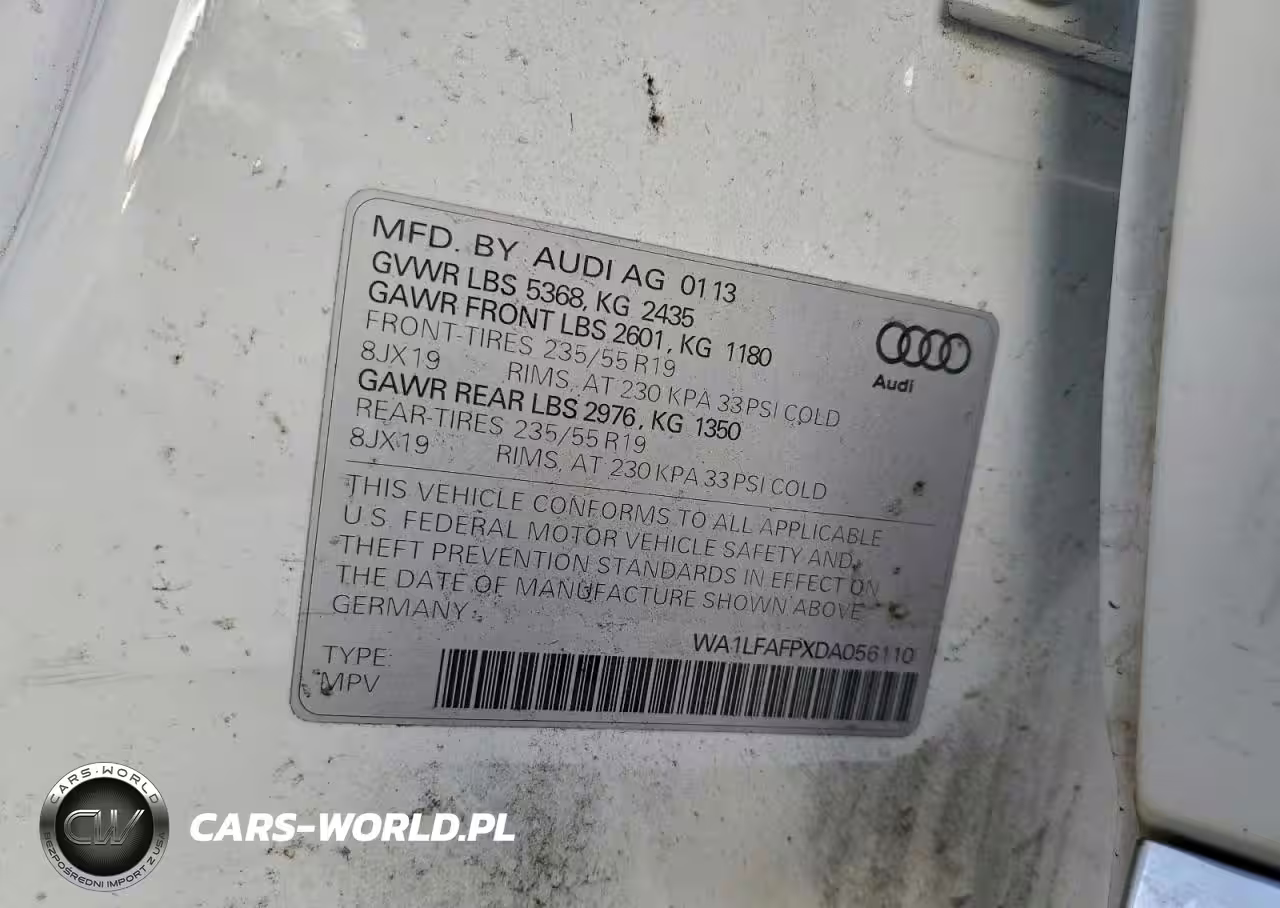 MFD. BY AUDI AG 0113
GVWR LBS 5368, KG 2435
GAWR FRONT LBS 2601, KG 1180
FRONT-TIRES 235/55 R19
8JX19 RIMS, AT 230 KPA 33 PSI COLD
GAWR REAR LBS 2976, KG 1350
REAR-TIRES 235/55 R19
8JX19 RIMS, AT 230 KPA 33 PSI COLD
Audi
THIS VEHICLE CONFORMS TO ALL APPLICABLE
U.S. FEDERAL MOTOR VEHICLE SAFETY AND
THEFT PREVENTION STANDARDS IN EFFECT ON
THE DATE OF MANUFACTURE SHOWN ABOVE
GERMANY
WA1LFAFPXDA056110
TYPE:
MPV
CARS-WORLD
CW
BEZPOŚREDNI IMPORT Z USA
CARS-WORLD.PL